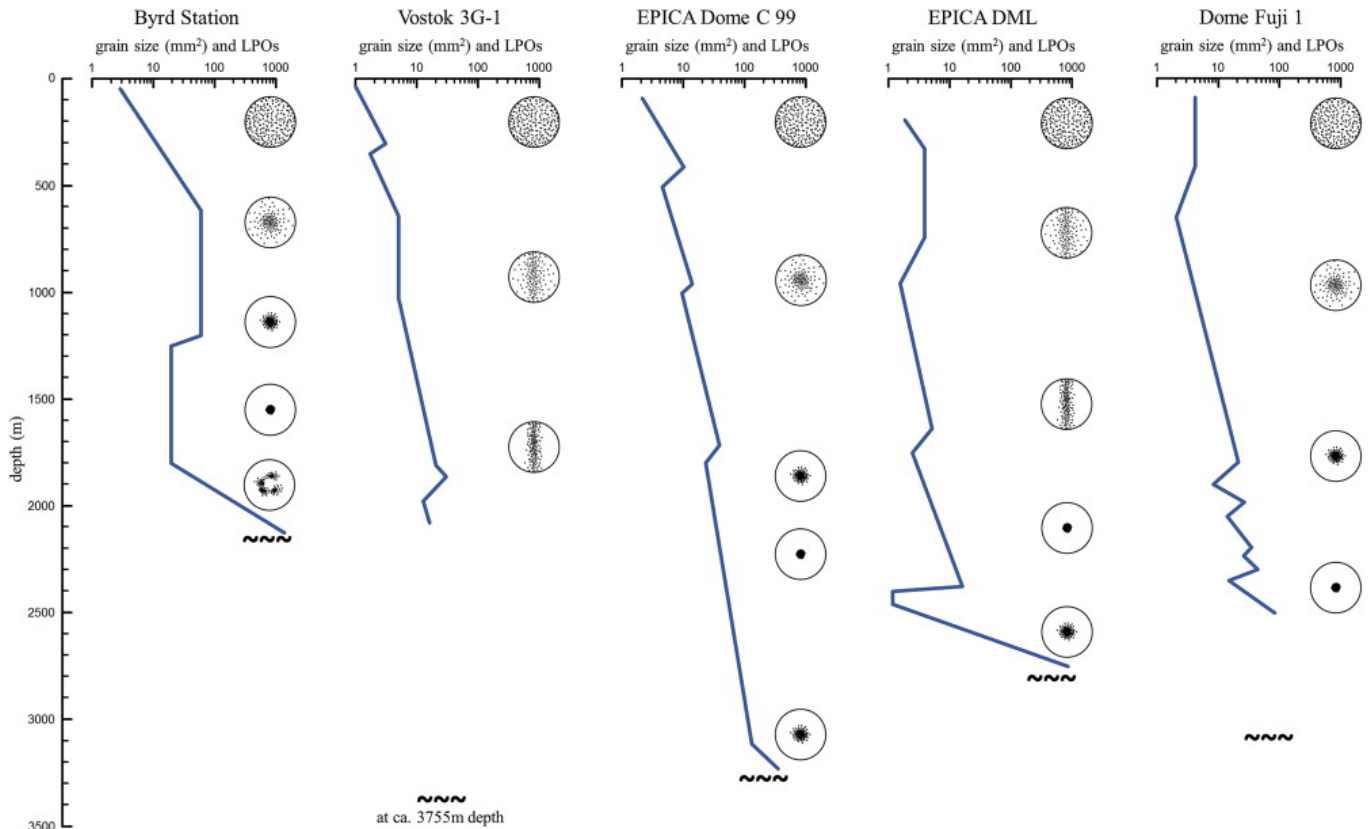 Byrd Station
Vostok 3G-1
EPICA Dome C 99
EPICA DML
Dome Fuji 1
grain size (mm²) and LPOs
grain size (mm²) and LPOs
grain size (mm²) and LPOs
grain size (mm²) and LPOs
grain size (mm²) and LPOs
1 10 100 1000
1 10 100 1000
1 10 100 1000
1 10 100 1000
1 10 100 1000
depth (m)
0
500
1000
1500
2000
2500
3000
3500
~~~
~~~
~~~
~~~
~~~
at ca. 3755m depth